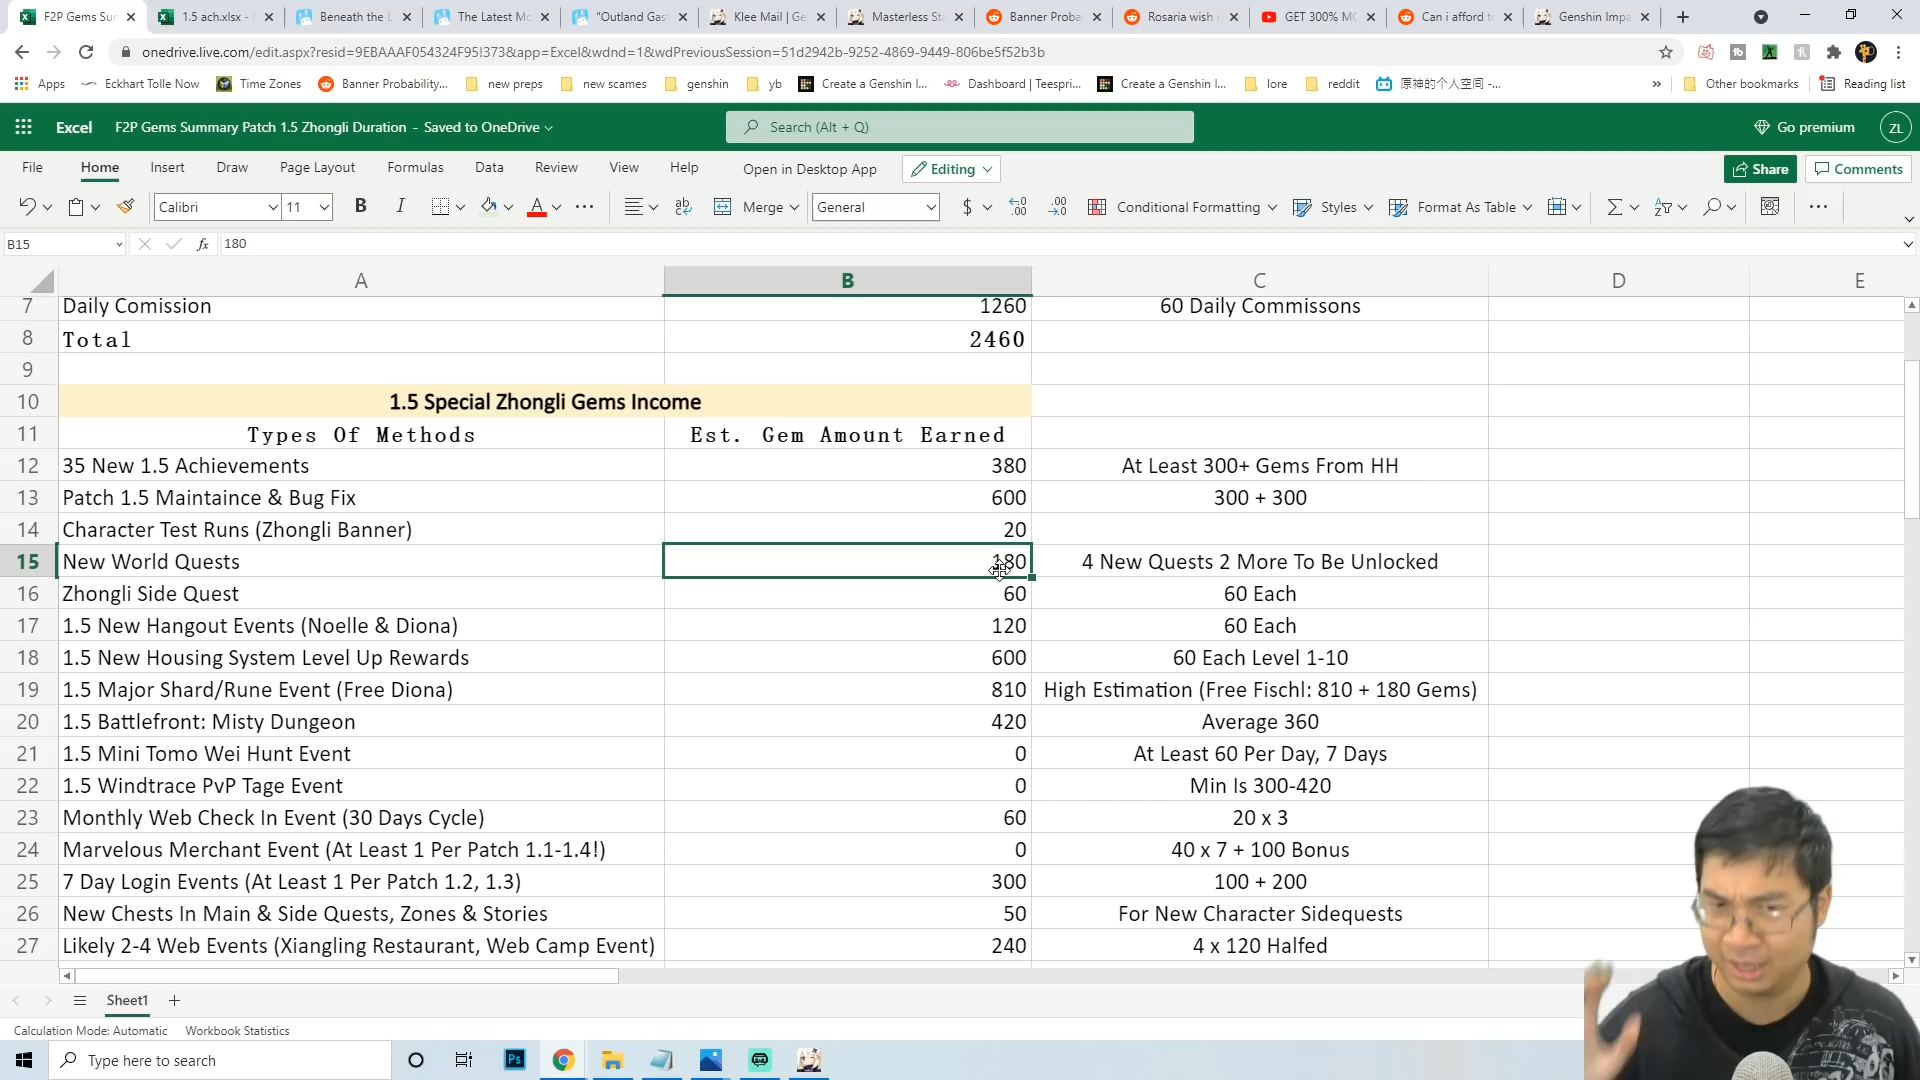 F2P Gems Sun
1.5 ach.xlsx -
Beneath the L
The Latest Mo
"Outland Gas
Klee Mail | Ge
Masterless Sta
Banner Proba
Rosaria wish r
GET 300% MO
Can i afford to
Genshin Impa
onedrive.live.com/edit.aspx?resid=9EBAAAF054324F95!373&app=Excel&wdnd=1&wdPreviousSession=51d2942b-9252-4869-9449-806be5f52b3b
Apps
Eckhart Tolle Now
Time Zones
Banner Probability...
new preps
new scames
genshin
yb
Create a Genshin I...
Dashboard | Teespri...
Create a Genshin I...
lore
reddit
原神的个人空间 -...
»
Other bookmarks
Reading list
Excel
F2P Gems Summary Patch 1.5 Zhongli Duration - Saved to OneDrive
Search (Alt + Q)
Go premium
ZL
File
Home
Insert
Draw
Page Layout
Formulas
Data
Review
View
Help
Open in Desktop App
Editing
Share
Comments
Calibri
11
B
I
A
Merge
General
$
Conditional Formatting
Styles
Format As Table
B15
fx
180
A B C D E
7 Daily Comission 1260 60 Daily Commissons
8 Total 2460
9
10 1.5 Special Zhongli Gems Income
11 Types Of Methods Est. Gem Amount Earned
12 35 New 1.5 Achievements 380 At Least 300+ Gems From HH
13 Patch 1.5 Maintaince & Bug Fix 600 300 + 300
14 Character Test Runs (Zhongli Banner) 20
15 New World Quests 180 4 New Quests 2 More To Be Unlocked
16 Zhongli Side Quest 60 60 Each
17 1.5 New Hangout Events (Noelle & Diona) 120 60 Each
18 1.5 New Housing System Level Up Rewards 600 60 Each Level 1-10
19 1.5 Major Shard/Rune Event (Free Diona) 810 High Estimation (Free Fischl: 810 + 180 Gems)
20 1.5 Battlefront: Misty Dungeon 420 Average 360
21 1.5 Mini Tomo Wei Hunt Event 0 At Least 60 Per Day, 7 Days
22 1.5 Windtrace PvP Tage Event 0 Min Is 300-420
23 Monthly Web Check In Event (30 Days Cycle) 60 20 x 3
24 Marvelous Merchant Event (At Least 1 Per Patch 1.1-1.4!) 0 40 x 7 + 100 Bonus
25 7 Day Login Events (At Least 1 Per Patch 1.2, 1.3) 300 100 + 200
26 New Chests In Main & Side Quests, Zones & Stories 50 For New Character Sidequests
27 Likely 2-4 Web Events (Xiangling Restaurant, Web Camp Event) 240 4 x 120 Halfed
Sheet1
Calculation Mode: Automatic
Workbook Statistics
Type here to search
Ps